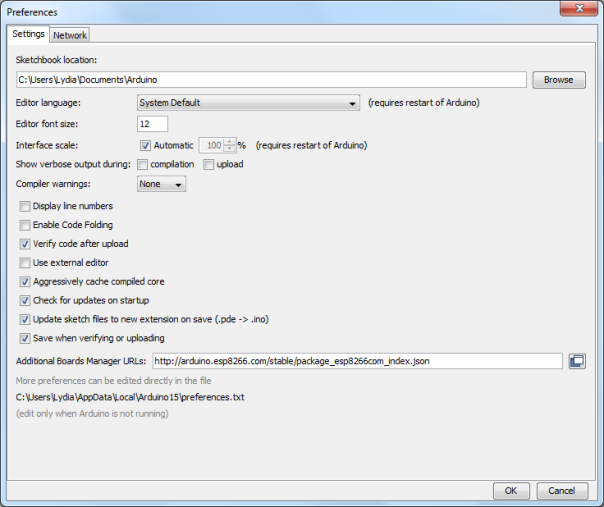 Preferences
Settings Network
Sketchbook location:
C:\Users\Lydia\Documents\Arduino Browse
Editor language: System Default (requires restart of Arduino)
Editor font size: 12
Interface scale: Automatic 100 % (requires restart of Arduino)
Show verbose output during: compilation upload
Compiler warnings: None
Display line numbers
Enable Code Folding
Verify code after upload
Use external editor
Aggressively cache compiled core
Check for updates on startup
Update sketch files to new extension on save (.pde -> .ino)
Save when verifying or uploading
Additional Boards Manager URLs: http://arduino.esp8266.com/stable/package_esp8266com_index.json
More preferences can be edited directly in the file
C:\Users\Lydia\AppData\Local\Arduino15\preferences.txt
(edit only when Arduino is not running)
OK Cancel